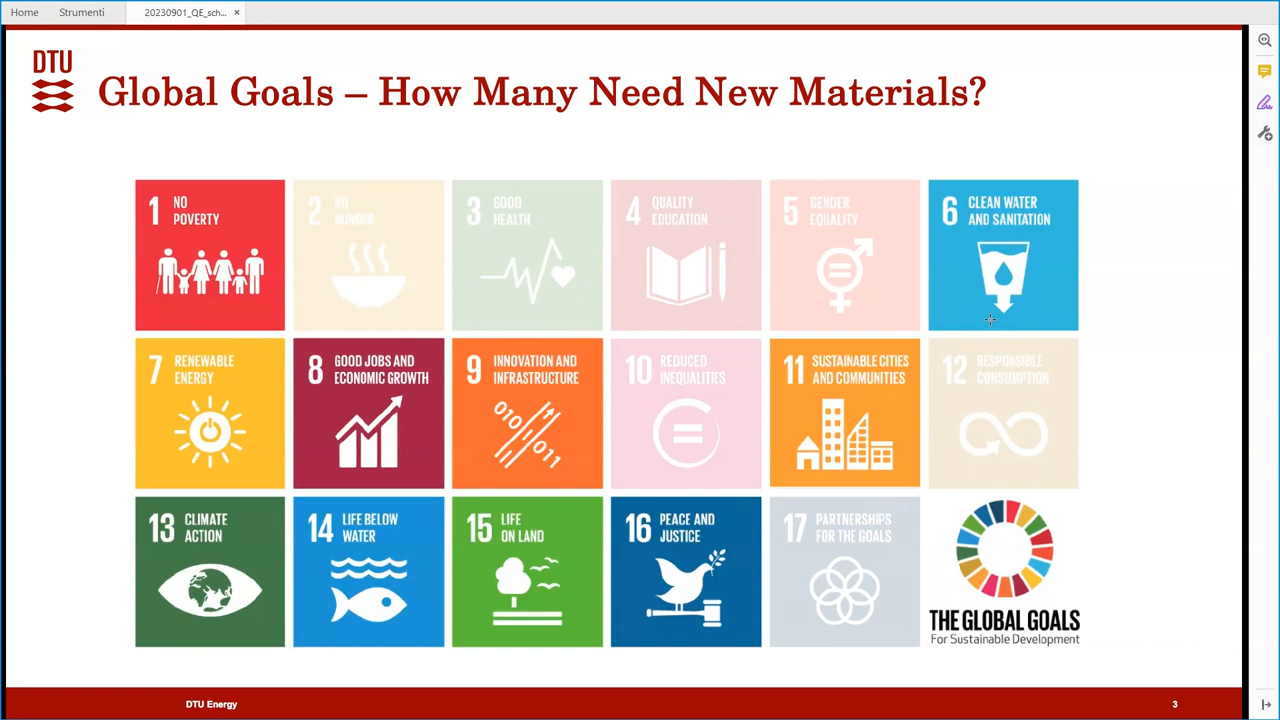 Home
Strumenti
20230901_QE_sch...
×
DTU
Global Goals – How Many Need New Materials?
1 NO
POVERTY
2 NO
HUNGER
3 GOOD
HEALTH
4 QUALITY
EDUCATION
5 GENDER
EQUALITY
6 CLEAN WATER
AND SANITATION
7 RENEWABLE
ENERGY
8 GOOD JOBS AND
ECONOMIC GROWTH
9 INNOVATION AND
INFRASTRUCTURE
010
011
10 REDUCED
INEQUALITIES
11 SUSTAINABLE CITIES
AND COMMUNITIES
12 RESPONSIBLE
CONSUMPTION
13 CLIMATE
ACTION
14 LIFE BELOW
WATER
15 LIFE
ON LAND
16 PEACE AND
JUSTICE
17 PARTNERSHIPS
FOR THE GOALS
THE GLOBAL GOALS
For Sustainable Development
DTU Energy
3